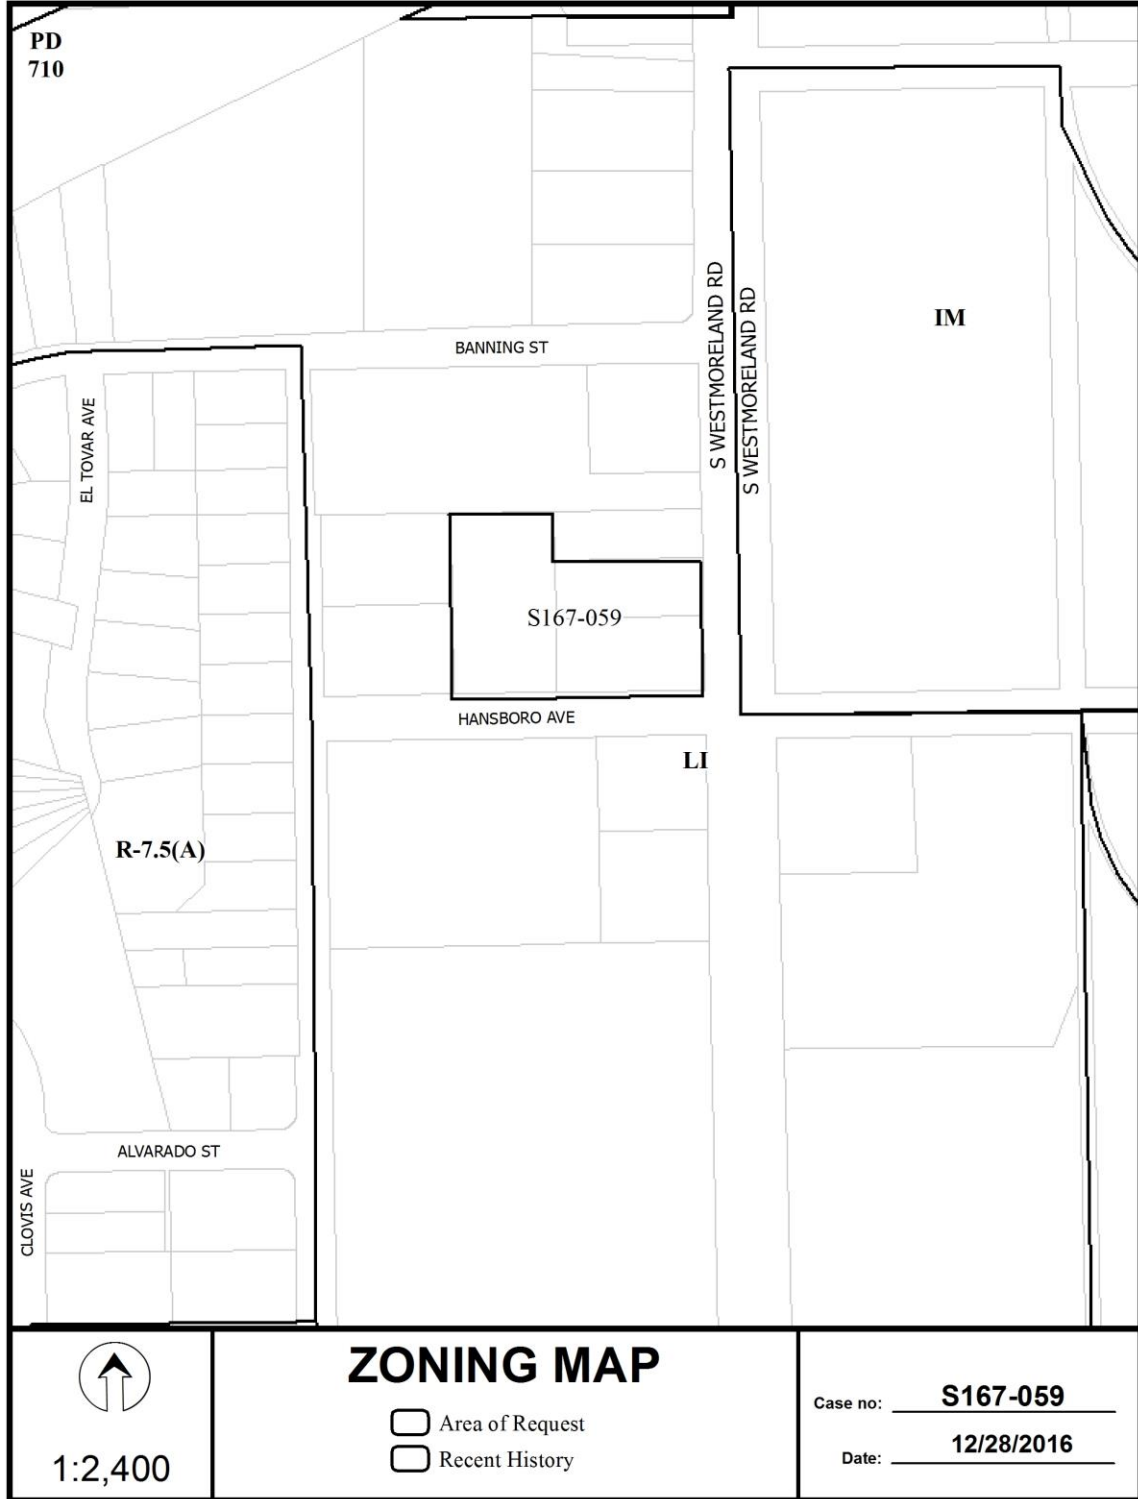 PD
710
S WESTMORELAND RD
S WESTMORELAND RD
IM
BANNING ST
EL TOVAR AVE
S167-059
HANSBORO AVE
LI
R-7.5(A)
ALVARADO ST
CLOVIS AVE
1:2,400
ZONING MAP
Area of Request
Recent History
Case no: S167-059
Date: 12/28/2016